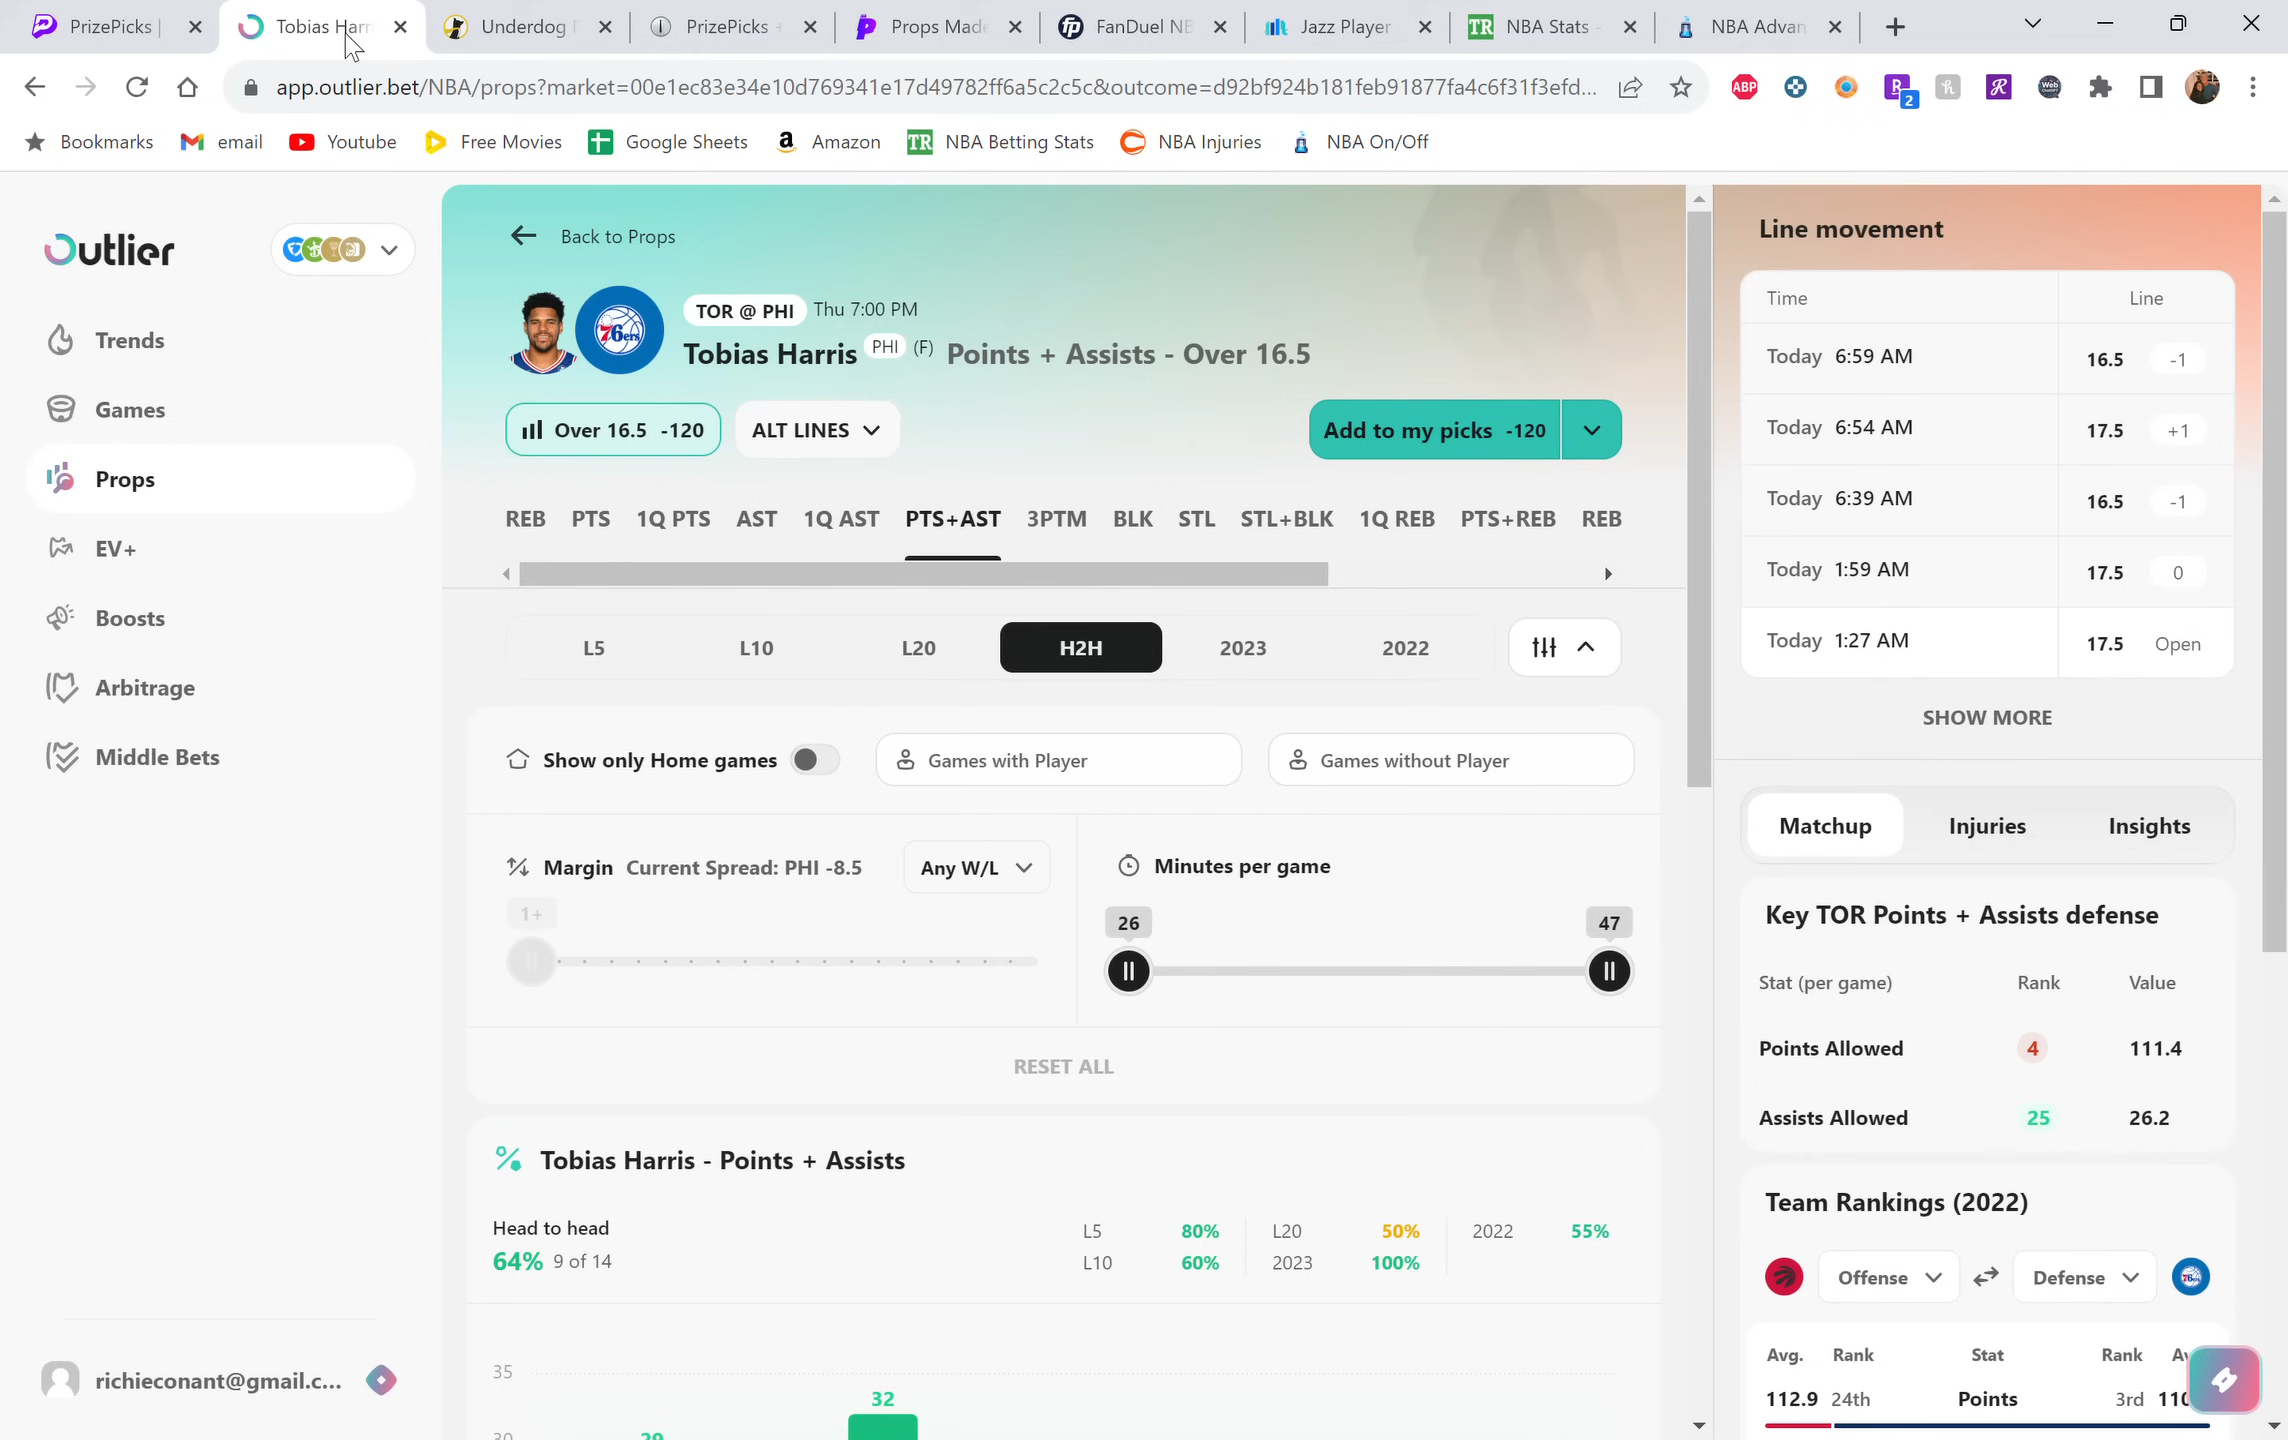 PrizePicks |
Tobias Harr
Underdog F
PrizePicks +
Props Made
FanDuel NB
Jazz Player
NBA Stats -
NBA Advan
app.outlier.bet/NBA/props?market=00e1ec83e34e10d769341e17d49782ff6a5c2c5c&outcome=d92bf924b181feb91877fa4c6f31f3efd...
ABP
2
Bookmarks
email
Youtube
Free Movies
Google Sheets
Amazon
TR NBA Betting Stats
NBA Injuries
NBA On/Off
Outlier
Trends
Games
Props
EV+
Boosts
Arbitrage
Middle Bets
richieconant@gmail.c...
Back to Props
TOR @ PHI Thu 7:00 PM
Tobias Harris PHI (F) Points + Assists - Over 16.5
Over 16.5 -120
ALT LINES
Add to my picks -120
REB PTS 1Q PTS AST 1Q AST PTS+AST 3PTM BLK STL STL+BLK 1Q REB PTS+REB REB
L5 L10 L20 H2H 2023 2022
Show only Home games
Games with Player
Games without Player
Margin Current Spread: PHI -8.5
Any W/L
1+
Minutes per game
26 47
RESET ALL
Tobias Harris - Points + Assists
Head to head
64% 9 of 14
L5 80% L20 50% 2022 55%
L10 60% 2023 100%
35
32
30
29
Line movement
Time Line
Today 6:59 AM 16.5 -1
Today 6:54 AM 17.5 +1
Today 6:39 AM 16.5 -1
Today 1:59 AM 17.5 0
Today 1:27 AM 17.5 Open
SHOW MORE
Matchup Injuries Insights
Key TOR Points + Assists defense
Stat (per game) Rank Value
Points Allowed 4 111.4
Assists Allowed 25 26.2
Team Rankings (2022)
Offense
Defense
Avg. Rank Stat Rank
112.9 24th Points 3rd